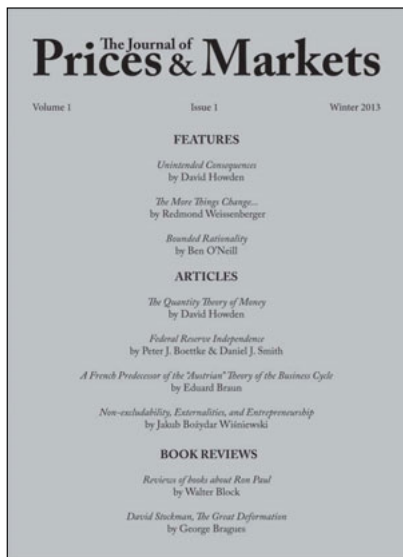 The Journal of
Prices & Markets
Volume 1 Issue 1 Winter 2013
FEATURES
Unintended Consequences
by David Howden
The More Things Change...
by Redmond Weissenberger
Bounded Rationality
by Ben O'Neill
ARTICLES
The Quantity Theory of Money
by David Howden
Federal Reserve Independence
by Peter J. Boettke & Daniel J. Smith
A French Predecessor of the 'Austrian' Theory of the Business Cycle
by Eduard Braun
Non-excludability, Externalities, and Entrepreneurship
by Jakub Bożydar Wiśniewski
BOOK REVIEWS
Reviews of books about Ron Paul
by Walter Block
David Stockman, The Great Deformation
by George Bragues